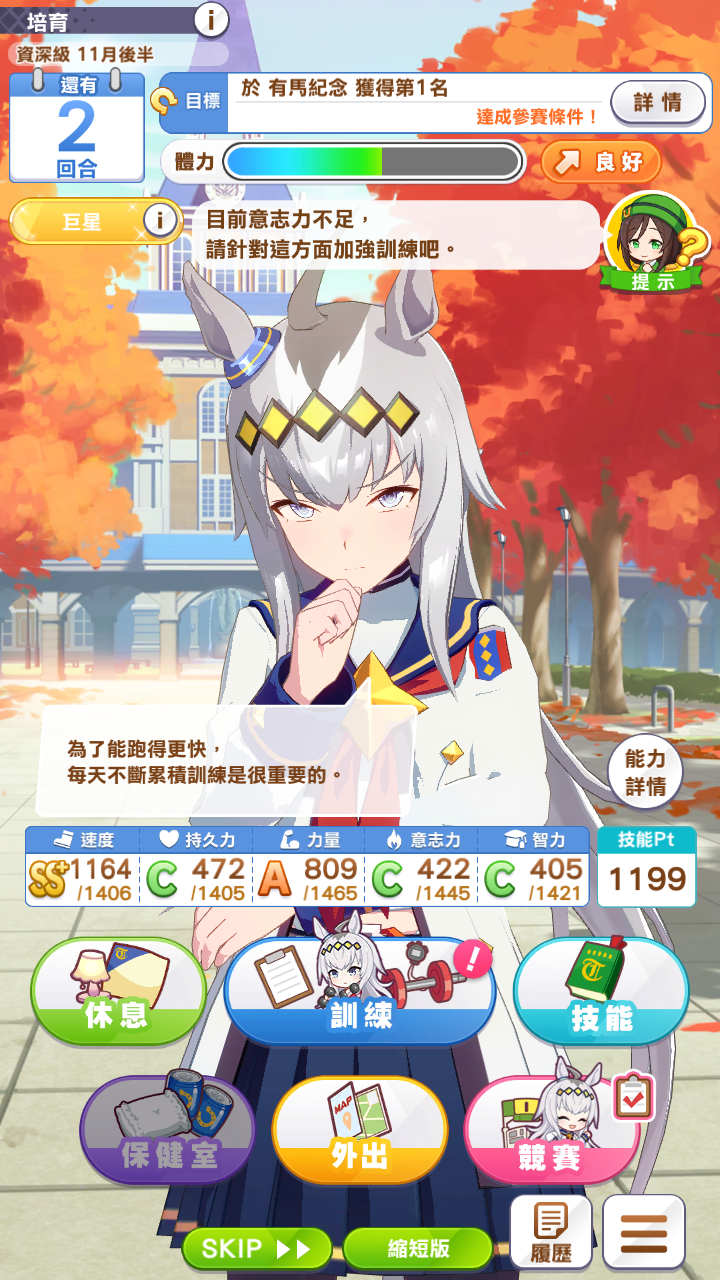 培育
i
資深級 11月後半
還有
2
回合
目標
於 有馬紀念 獲得第1名
達成參賽條件！
詳情
體力
良好
巨星
i
目前意志力不足，
請針對這方面加強訓練吧。
?
提示
為了能跑得更快，
每天不斷累積訓練是很重要的。
能力
詳情
速度
SS+ 1164
/1406
持久力
C 472
/1405
力量
A 809
/1465
意志力
C 422
/1445
智力
C 405
/1421
技能Pt
1199
休息
訓練
!
技能
保健室
MAP
外出
競賽
SKIP
縮短版
履歷